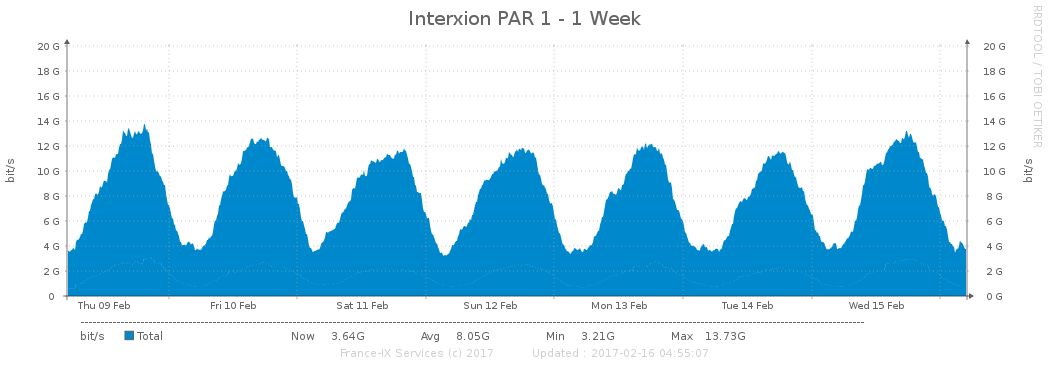 Interxion PAR 1 - 1 Week
RRDTOOL / TOBI OETIKER
20 G 20 G
18 G 18 G
16 G 16 G
14 G 14 G
12 G 12 G
10 G 10 G
8 G 8 G
6 G 6 G
4 G 4 G
2 G 2 G
0 0 G
bit/s bit/s
Thu 09 Feb Fri 10 Feb Sat 11 Feb Sun 12 Feb Mon 13 Feb Tue 14 Feb Wed 15 Feb
bit/s Total Now 3.64G Avg 8.05G Min 3.21G Max 13.73G
France-IX Services (c) 2017 Updated : 2017-02-16 04:55:07